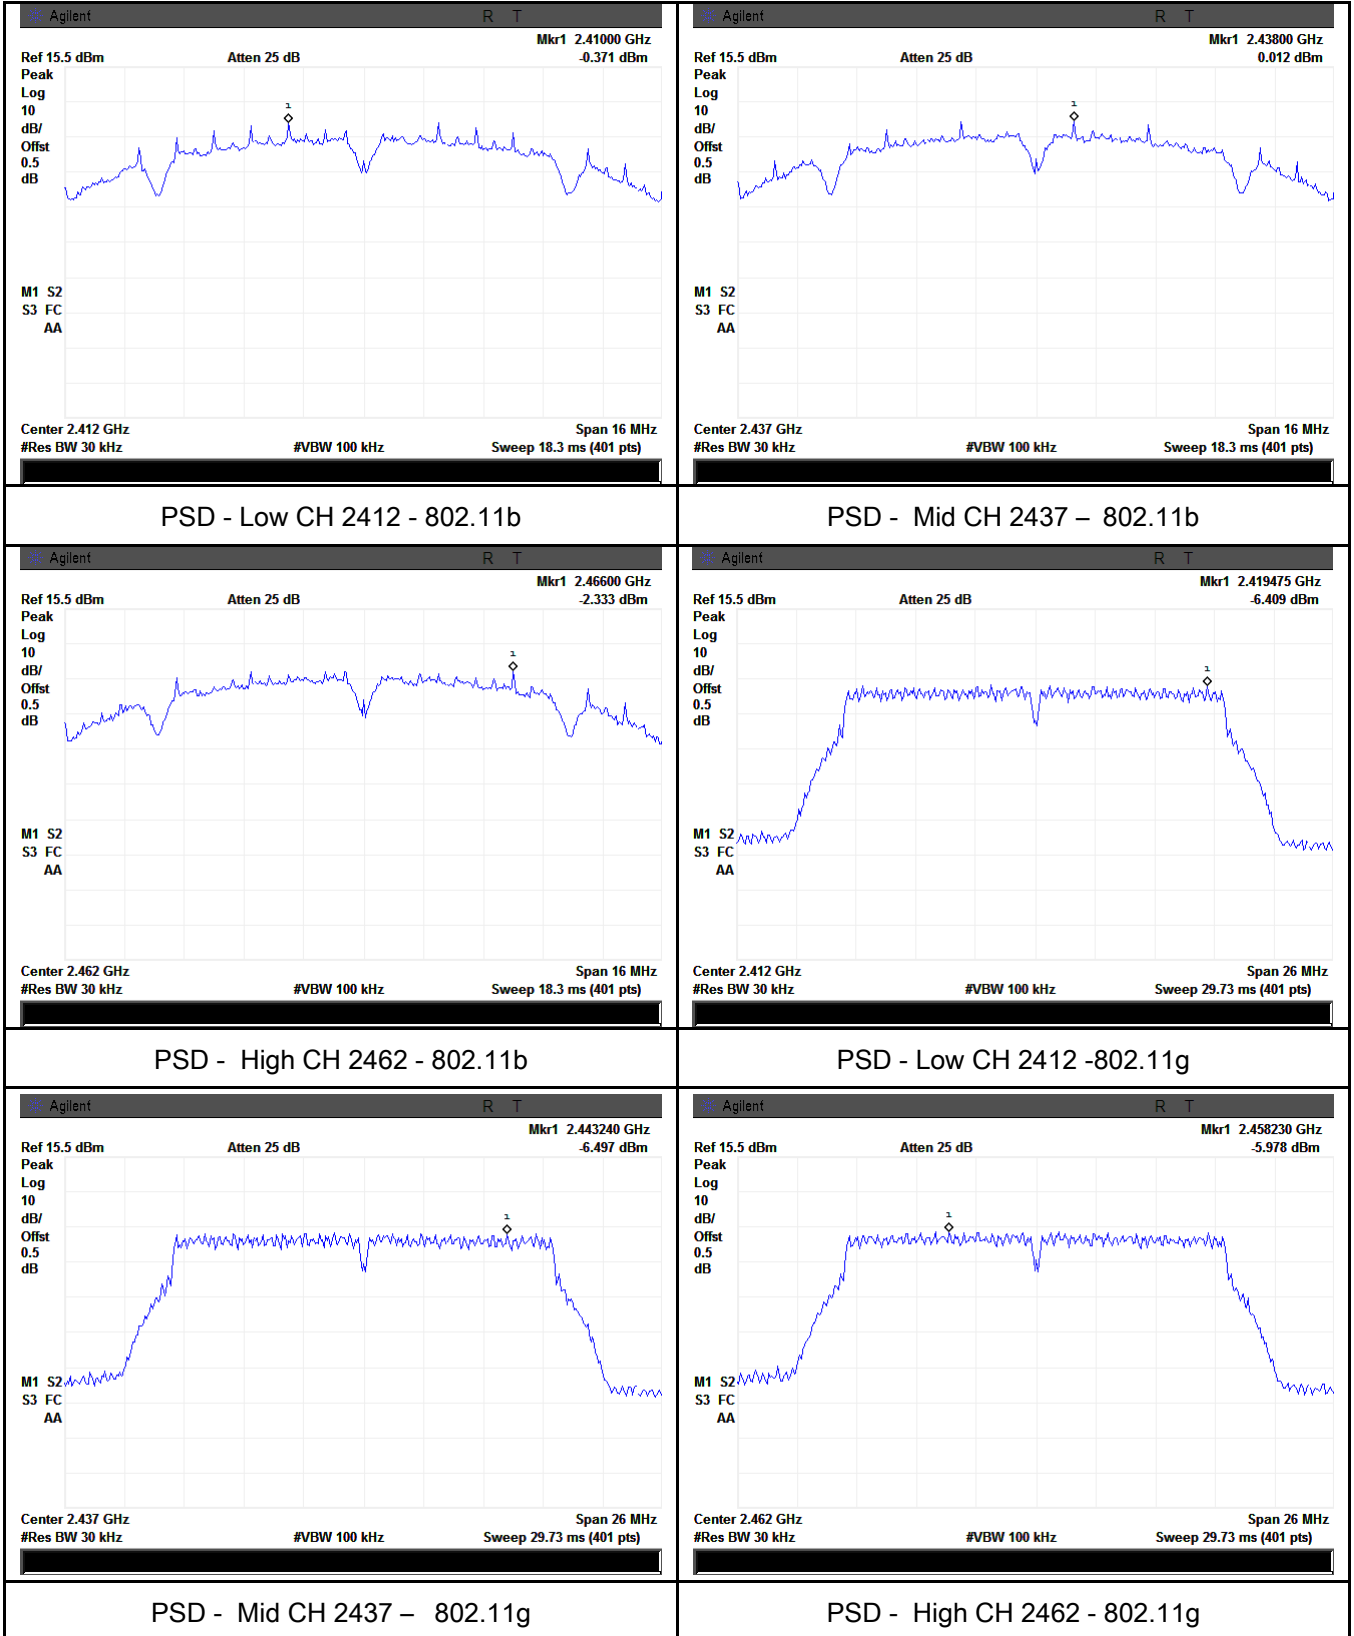 Agilent R T
Mkr1 2.41000 GHz
Ref 15.5 dBm Atten 25 dB -0.371 dBm
Peak
Log
10
dB/
Offst
0.5
dB
1
M1 S2
S3 FC
AA
Center 2.412 GHz Span 16 MHz
#Res BW 30 kHz #VBW 100 kHz Sweep 18.3 ms (401 pts)
PSD - Low CH 2412 - 802.11b
Agilent R T
Mkr1 2.43800 GHz
Ref 15.5 dBm Atten 25 dB 0.012 dBm
Peak
Log
10
dB/
Offst
0.5
dB
1
M1 S2
S3 FC
AA
Center 2.437 GHz Span 16 MHz
#Res BW 30 kHz #VBW 100 kHz Sweep 18.3 ms (401 pts)
PSD - Mid CH 2437 – 802.11b
Agilent R T
Mkr1 2.46600 GHz
Ref 15.5 dBm Atten 25 dB -2.333 dBm
Peak
Log
10
dB/
Offst
0.5
dB
1
M1 S2
S3 FC
AA
Center 2.462 GHz Span 16 MHz
#Res BW 30 kHz #VBW 100 kHz Sweep 18.3 ms (401 pts)
PSD - High CH 2462 - 802.11b
Agilent R T
Mkr1 2.419475 GHz
Ref 15.5 dBm Atten 25 dB -6.409 dBm
Peak
Log
10
dB/
Offst
0.5
dB
1
M1 S2
S3 FC
AA
Center 2.412 GHz Span 26 MHz
#Res BW 30 kHz #VBW 100 kHz Sweep 29.73 ms (401 pts)
PSD - Low CH 2412 -802.11g
Agilent R T
Mkr1 2.443240 GHz
Ref 15.5 dBm Atten 25 dB -6.497 dBm
Peak
Log
10
dB/
Offst
0.5
dB
1
M1 S2
S3 FC
AA
Center 2.437 GHz Span 26 MHz
#Res BW 30 kHz #VBW 100 kHz Sweep 29.73 ms (401 pts)
PSD - Mid CH 2437 – 802.11g
Agilent R T
Mkr1 2.458230 GHz
Ref 15.5 dBm Atten 25 dB -5.978 dBm
Peak
Log
10
dB/
Offst
0.5
dB
1
M1 S2
S3 FC
AA
Center 2.462 GHz Span 26 MHz
#Res BW 30 kHz #VBW 100 kHz Sweep 29.73 ms (401 pts)
PSD - High CH 2462 - 802.11g